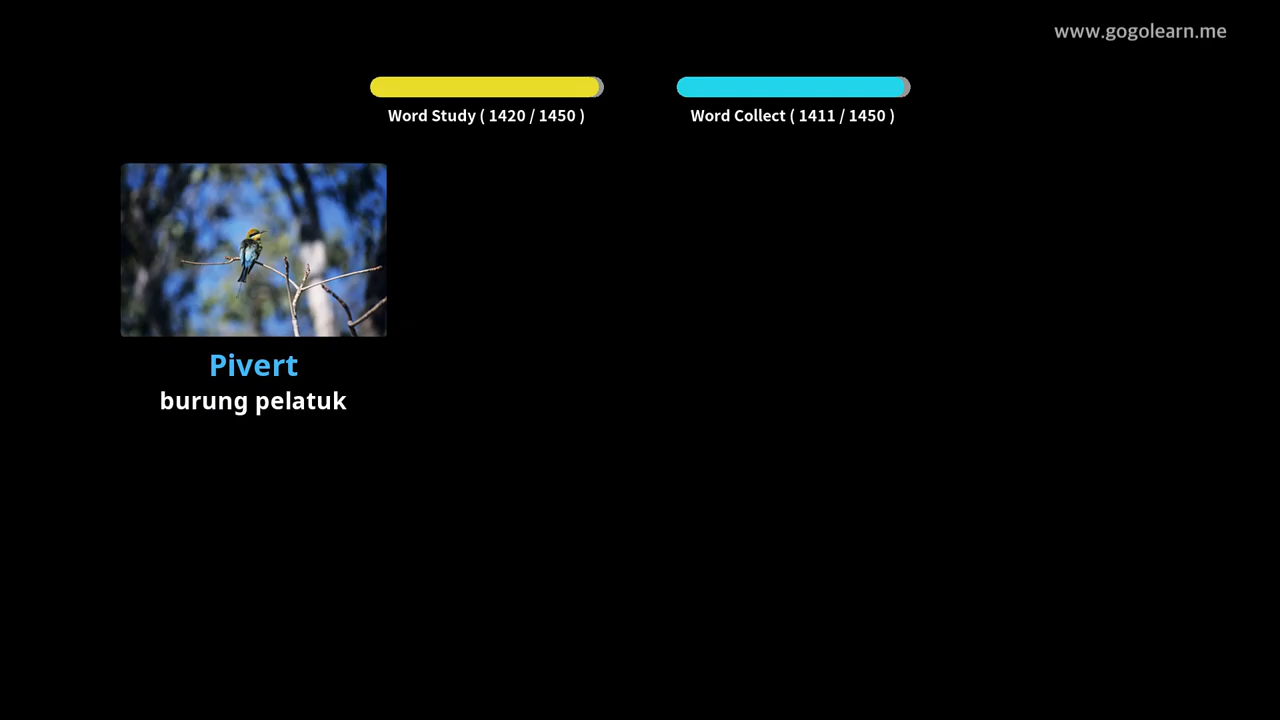 www.gogolearn.me
Word Study ( 1420 / 1450 )
Word Collect ( 1411 / 1450 )
Pivert
burung pelatuk